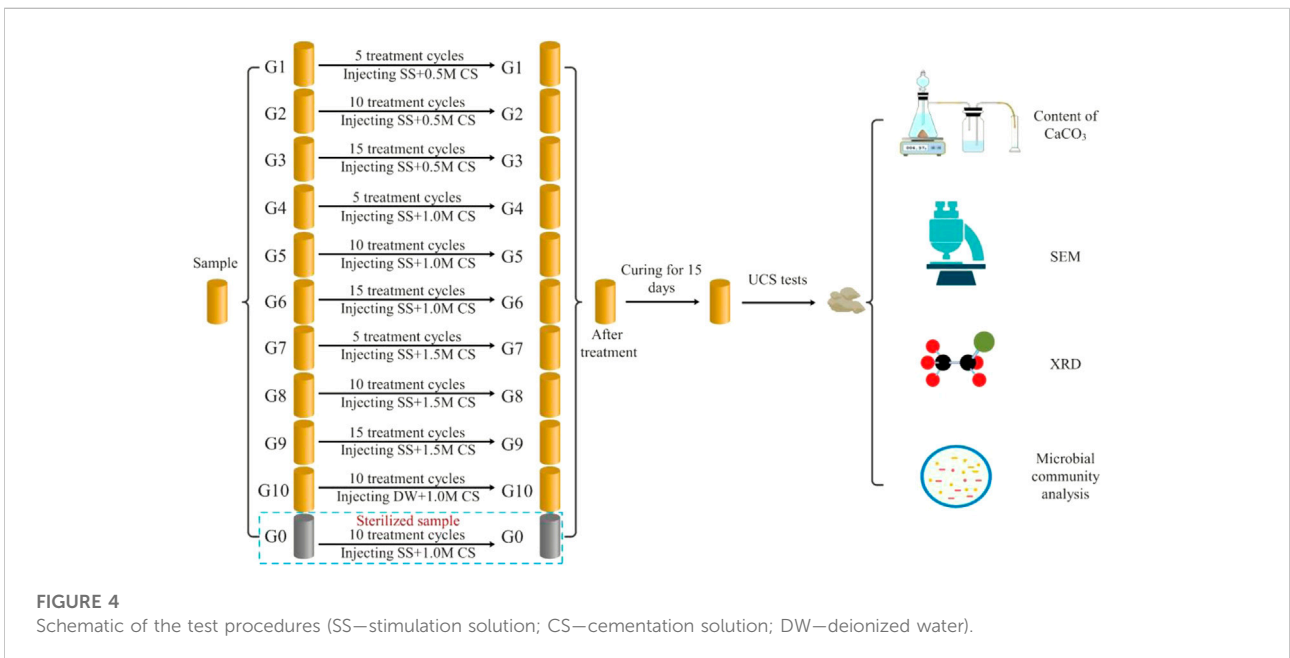 Sample
G1
5 treatment cycles
Injecting SS+0.5M CS
G1
G2
10 treatment cycles
Injecting SS+0.5M CS
G2
G3
15 treatment cycles
Injecting SS+0.5M CS
G3
G4
5 treatment cycles
Injecting SS+1.0M CS
G4
G5
10 treatment cycles
Injecting SS+1.0M CS
G5
G6
15 treatment cycles
Injecting SS+1.0M CS
G6
G7
5 treatment cycles
Injecting SS+1.5M CS
G7
G8
10 treatment cycles
Injecting SS+1.5M CS
G8
G9
15 treatment cycles
Injecting SS+1.5M CS
G9
G10
10 treatment cycles
Injecting DW+1.0M CS
G10
G0
Sterilized sample
10 treatment cycles
Injecting SS+1.0M CS
G0
After
treatment
Curing for 15
days
UCS tests
Content of
CaCO₃
SEM
XRD
Microbial
community
analysis
FIGURE 4
Schematic of the test procedures (SS—stimulation solution; CS—cementation solution; DW—deionized water).